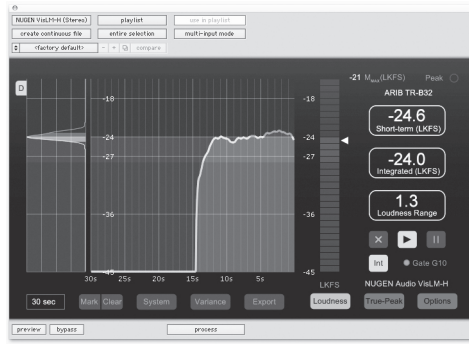 NUGEN VisLM-H (Stereo)
playlist
use in playlist
create continuous file
entire selection
multi-input mode
<factory default>
- + compare
D
-21 MMAX(LKFS) Peak
ARIB TR-B32
-18 -18
-24.6
Short-term (LKFS)
-24 -24
-27 -27
-24.0
Integrated (LKFS)
-36 -36
1.3
Loudness Range
Int
Gate G10
-45 -45
30s 25s 20s 15s 10s 5s
LKFS
NUGEN Audio VisLM-H
30 sec
Mark Clear
System
Variance
Export
Loudness
True-Peak
Options
preview
bypass
process